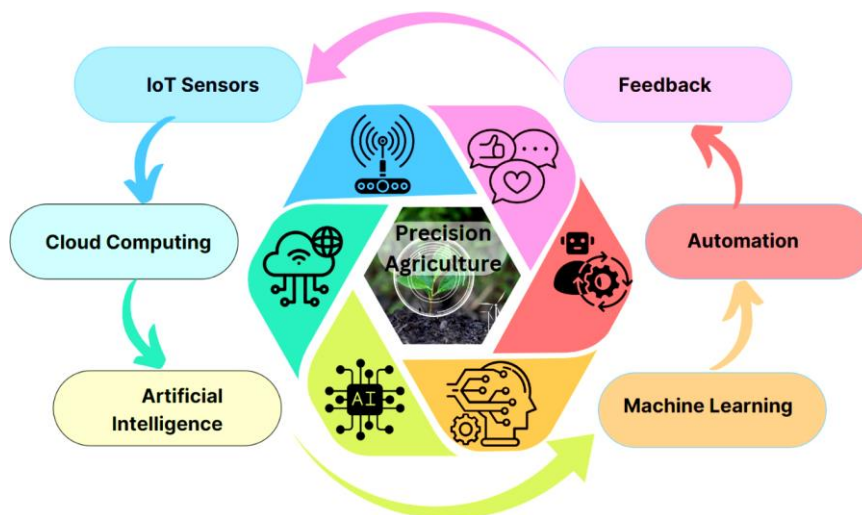 IoT Sensors
Feedback
Precision
Agriculture
Cloud Computing
Automation
AI
Artificial
Intelligence
Machine Learning